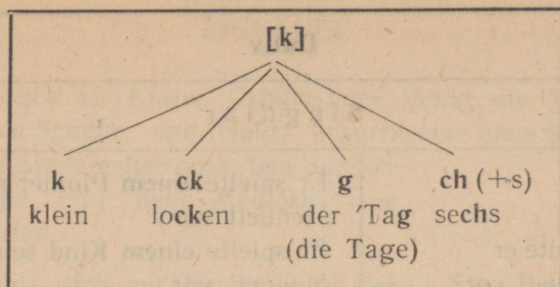 [k]
k ck g ch (+s)
klein locken der Tag sechs
(die Tage)